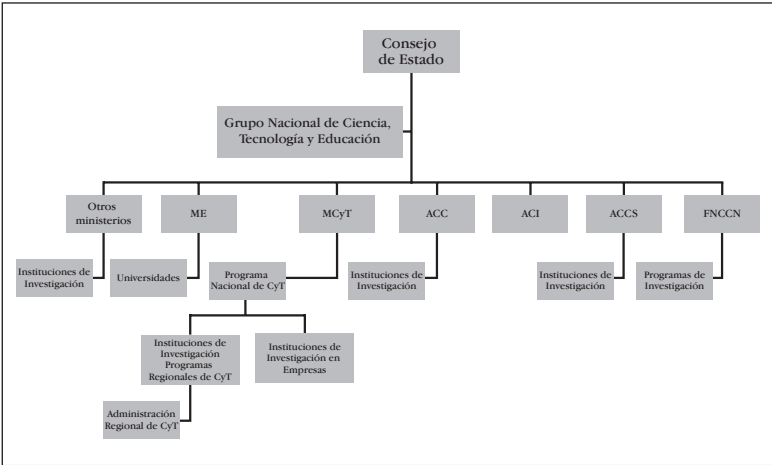 Consejo
de Estado
Grupo Nacional de Ciencia,
Tecnología y Educación
Otros
ministerios
ME
MCyT
ACC
ACI
ACCS
FNCCN
Instituciones de
Investigación
Universidades
Programa
Nacional de CyT
Instituciones de
Investigación
Instituciones de
Investigación
Programas de
Investigación
Instituciones de
Investigación
Programas
Regionales de CyT
Instituciones de
Investigación en
Empresas
Administración
Regional de CyT